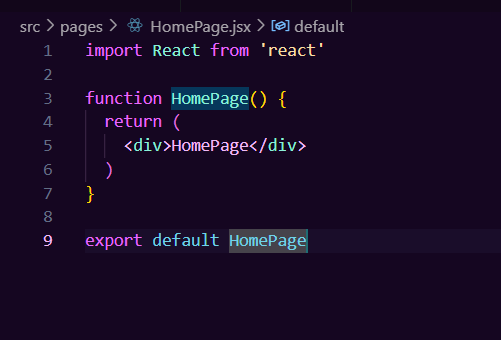 src > pages > HomePage.jsx > default
1 import React from 'react'
2
3 function HomePage() {
4   return (
5     <div>HomePage</div>
6   )
7 }
8
9 export default HomePage